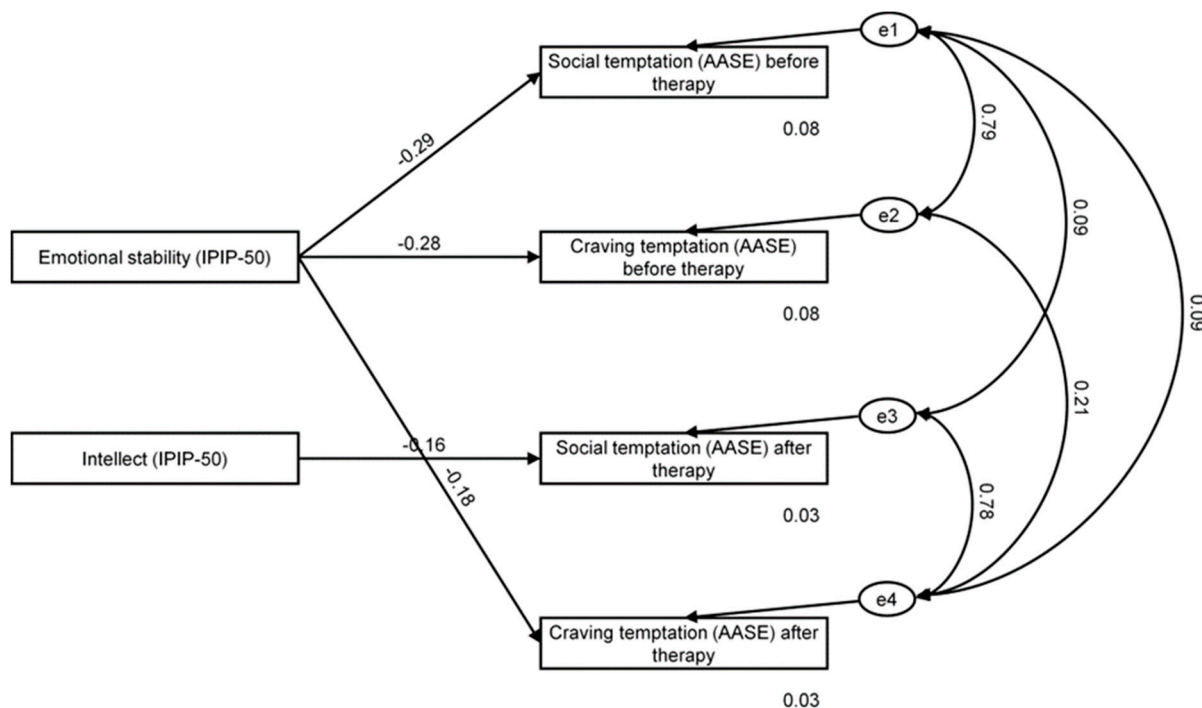 e1
Social temptation (AASE) before
therapy
0.08
0.79
-0.29
e2
0.09
Craving temptation (AASE)
before therapy
-0.28
Emotional stability (IPIP-50)
0.08
0.09
0.21
e3
Social temptation (AASE) after
therapy
-0.16
Intellect (IPIP-50)
-0.18
0.78
0.03
e4
Craving temptation (AASE) after
therapy
0.03